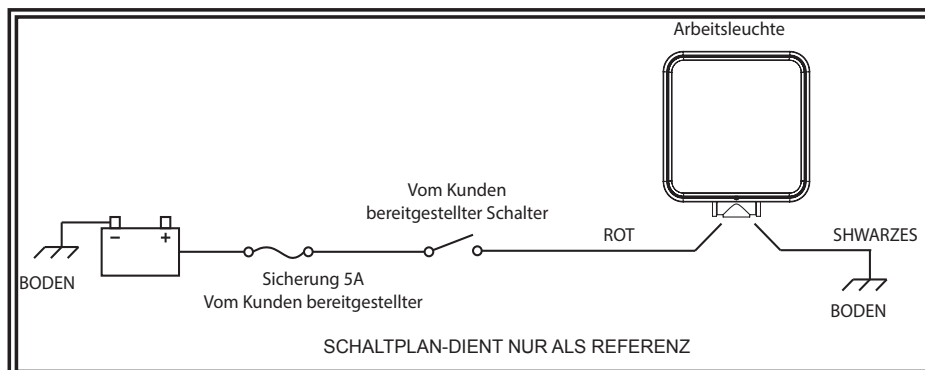 Arbeitsleuchte
Vom Kunden
bereitgestellter Schalter
ROT
SHWARZES
– +
BODEN
Sicherung 5A
Vom Kunden bereitgestellter
BODEN
SCHALTPLAN-DIENT NUR ALS REFERENZ